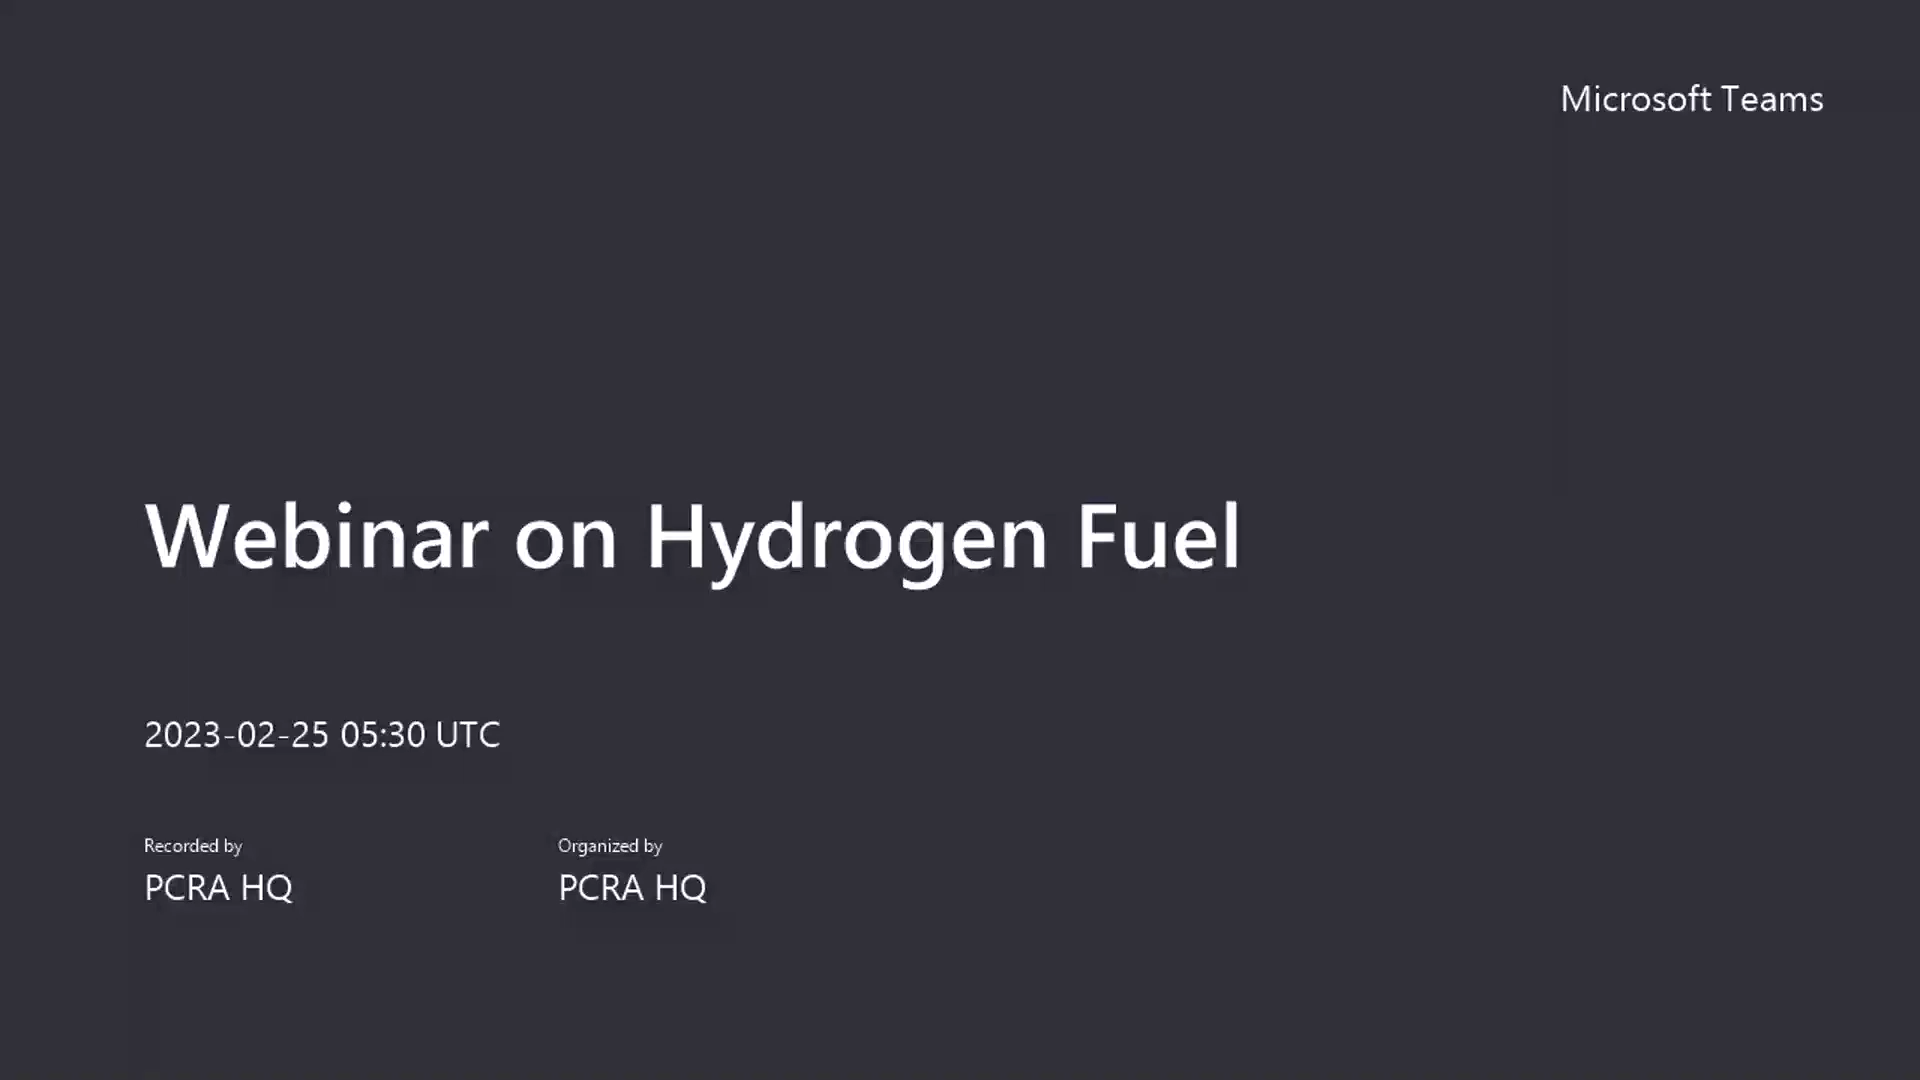 Microsoft Teams
Webinar on Hydrogen Fuel
2023-02-25 05:30 UTC
Recorded by
PCRA HQ
Organized by
PCRA HQ